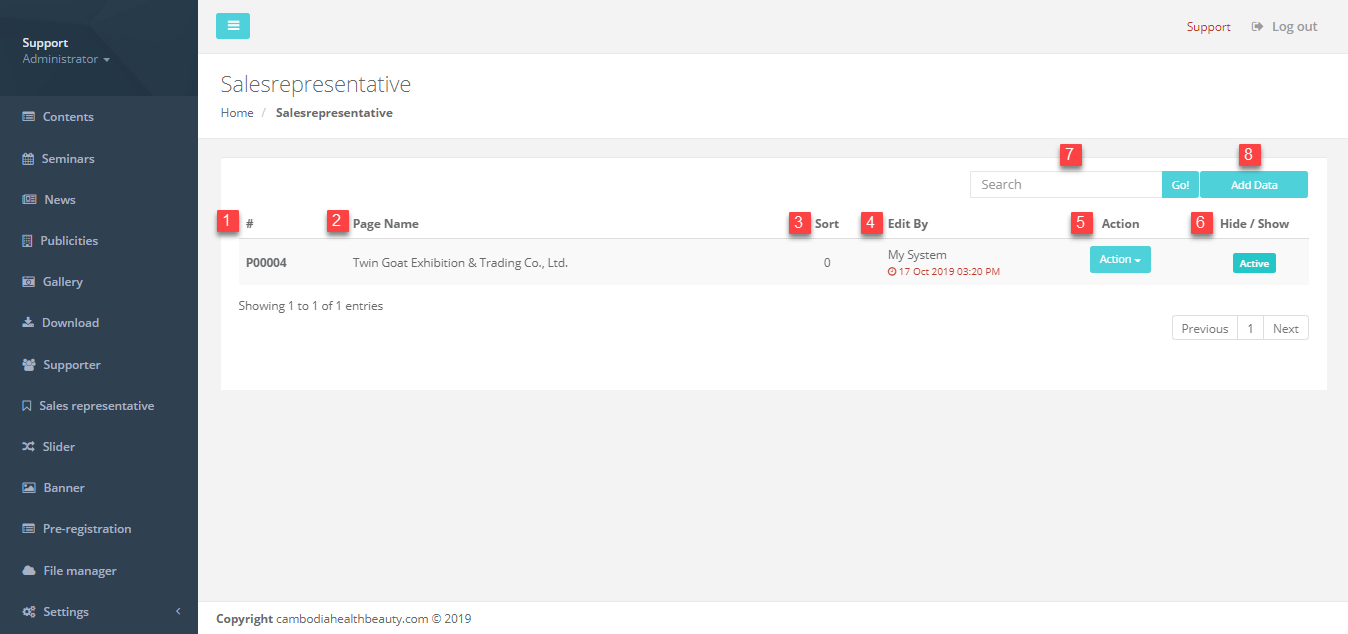 Support
Administrator
Contents
Seminars
News
Publicities
Gallery
Download
Supporter
Sales representative
Slider
Banner
Pre-registration
File manager
Settings
Support Log out
Salesrepresentative
Home / Salesrepresentative
7 8
Search Go! Add Data
1 # 2 Page Name 3 Sort 4 Edit By 5 Action 6 Hide / Show
P00004 Twin Goat Exhibition & Trading Co., Ltd. 0 My System Action Active
17 Oct 2019 03:20 PM
Showing 1 to 1 of 1 entries
Previous 1 Next
Copyright cambodiahealthbeauty.com © 2019